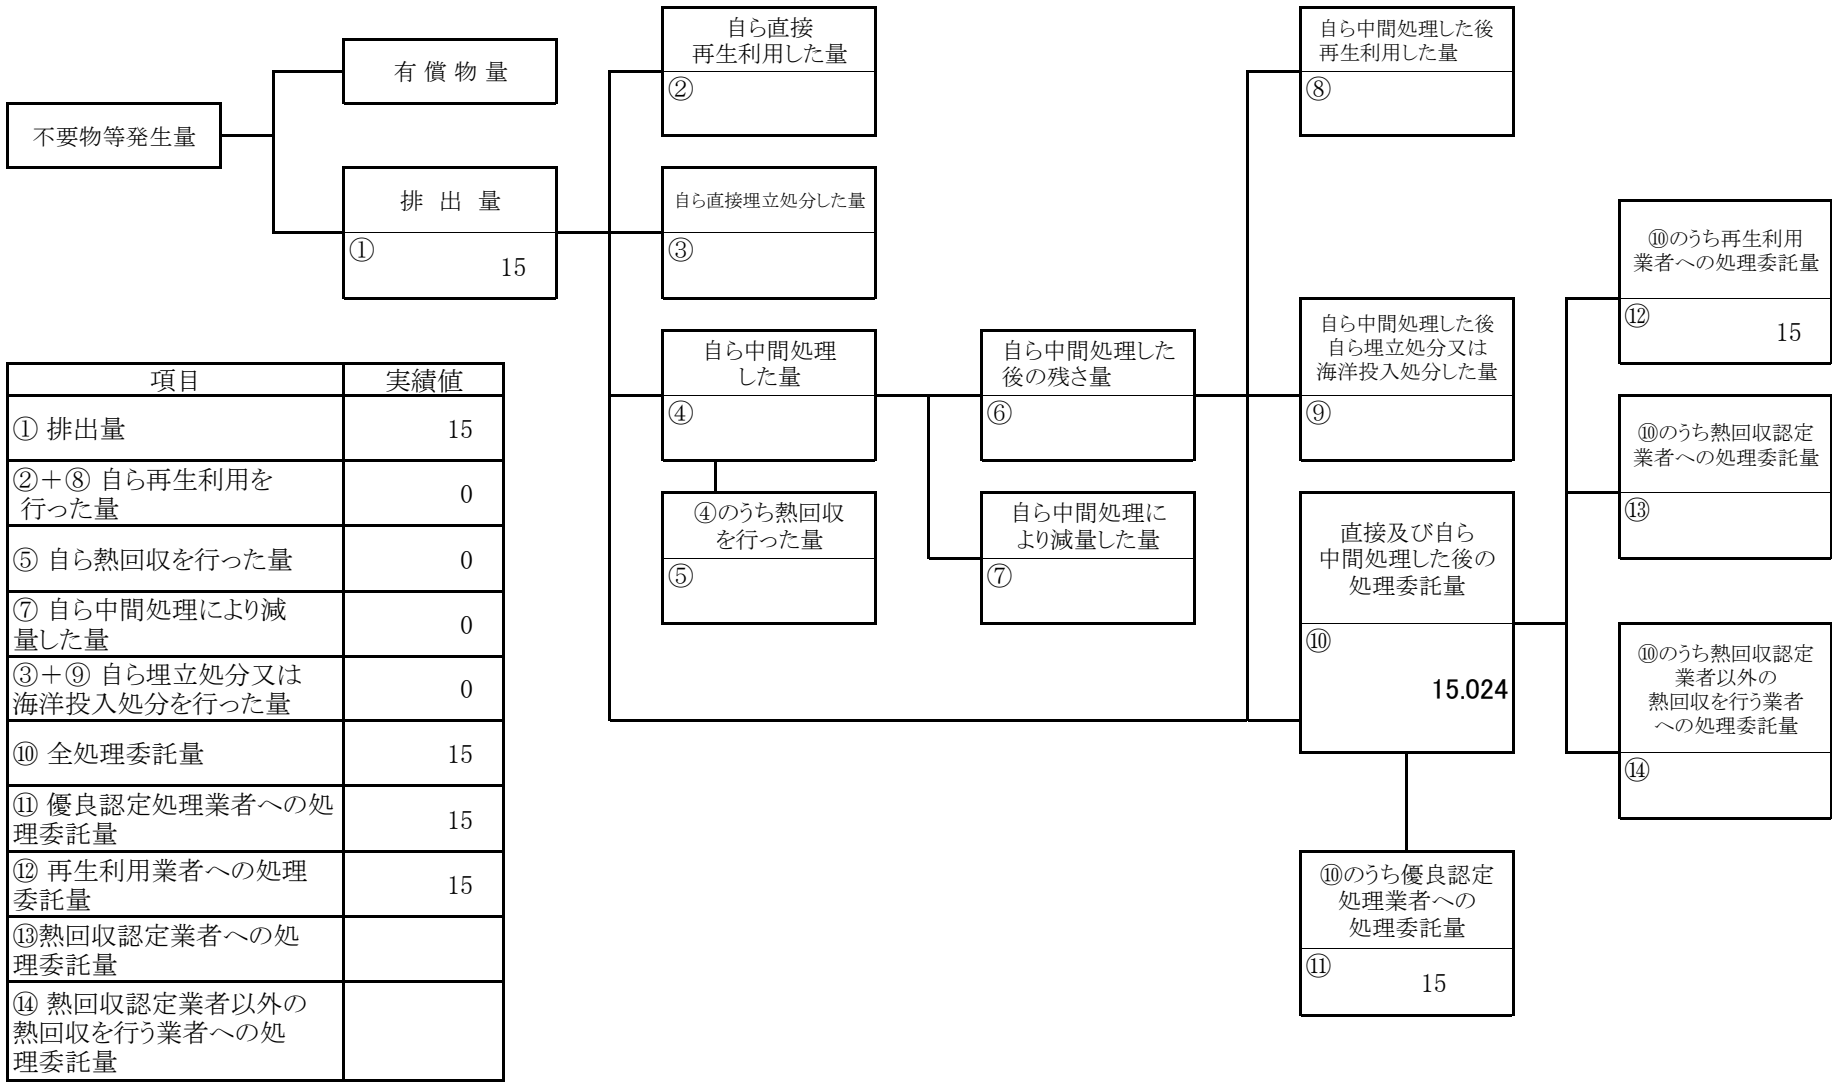 不要物等発生量
有 償 物 量
排 出 量
①
15
自ら直接
再生利用した量
②
自ら直接埋立処分した量
③
自ら中間処理
した量
④
④のうち熱回収
を行った量
⑤
自ら中間処理した
後の残さ量
⑥
自ら中間処理に
より減量した量
⑦
自ら中間処理した後
再生利用した量
⑧
自ら中間処理した後
自ら埋立処分又は
海洋投入処分した量
⑨
直接及び自ら
中間処理した後の
処理委託量
⑩
15.024
⑩のうち優良認定
処理業者への
処理委託量
⑪
15
⑩のうち再生利用
業者への処理委託量
⑫
15
⑩のうち熱回収認定
業者への処理委託量
⑬
⑩のうち熱回収認定
業者以外の
熱回収を行う業者
への処理委託量
⑭
項目 実績値
① 排出量 15
②＋⑧ 自ら再生利用を
行った量 0
⑤ 自ら熱回収を行った量 0
⑦ 自ら中間処理により減
量した量 0
③＋⑨ 自ら埋立処分又は
海洋投入処分を行った量 0
⑩ 全処理委託量 15
⑪ 優良認定処理業者への処
理委託量 15
⑫ 再生利用業者への処理
委託量 15
⑬熱回収認定業者への処
理委託量
⑭ 熱回収認定業者以外の
熱回収を行う業者への処
理委託量